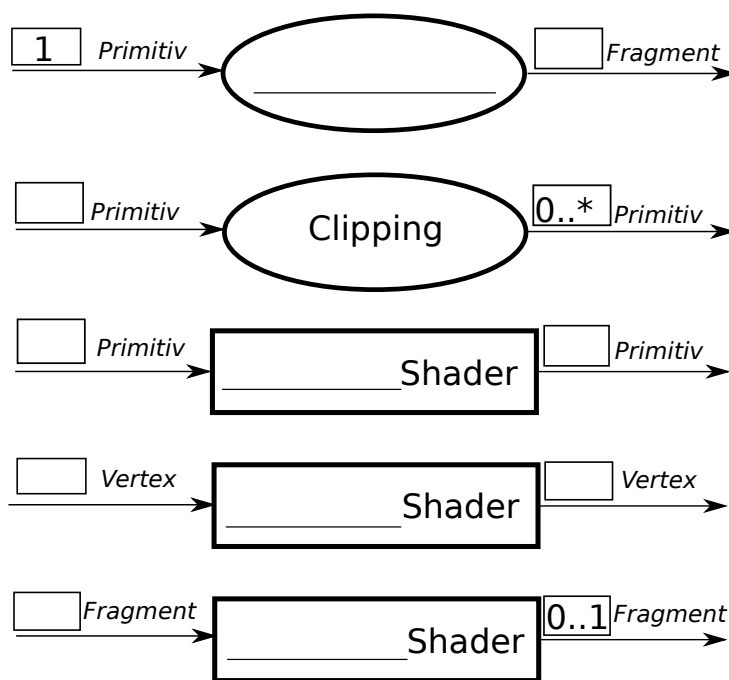 1 Primitiv Fragment
Primitiv Clipping 0..* Primitiv
Primitiv Shader Primitiv
Vertex Shader Vertex
Fragment Shader 0..1 Fragment